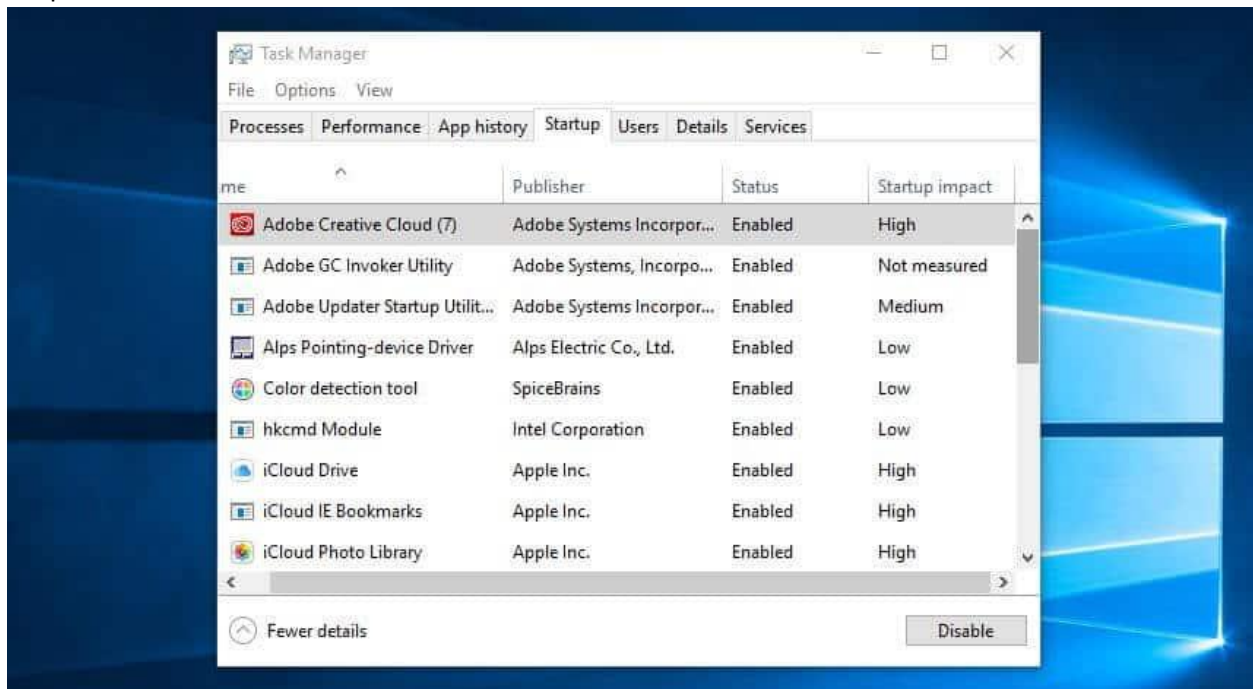 Task Manager
File Options View
Processes Performance App history Startup Users Details Services
me Publisher Status Startup impact
Adobe Creative Cloud (7) Adobe Systems Incorpor... Enabled High
Adobe GC Invoker Utility Adobe Systems, Incorpo... Enabled Not measured
Adobe Updater Startup Utilit... Adobe Systems Incorpor... Enabled Medium
Alps Pointing-device Driver Alps Electric Co., Ltd. Enabled Low
Color detection tool SpiceBrains Enabled Low
hkcmd Module Intel Corporation Enabled Low
iCloud Drive Apple Inc. Enabled High
iCloud IE Bookmarks Apple Inc. Enabled High
iCloud Photo Library Apple Inc. Enabled High
Fewer details Disable